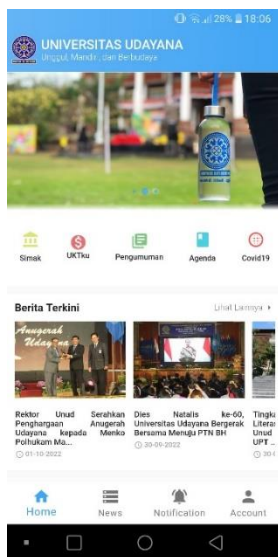 28% 18:06
UNIVERSITAS UDAYANA
Unggul, Mandiri, dan Berbudaya
Simak
UKTku
Pengumuman
Agenda
Covid19
Berita Terkini
Lihat Lainnya
Anugerah
Udayana
Rektor Unud Serahkan
Penghargaan Anugerah
Udayana kepada Menko
Polhukam Ma...
01-10-2022
Dies Natalis ke-60,
Universitas Udayana Bergerak
Bersama Menuju PTN BH
30-09-2022
Unud
UPT ...
Home
News
Notification
Account